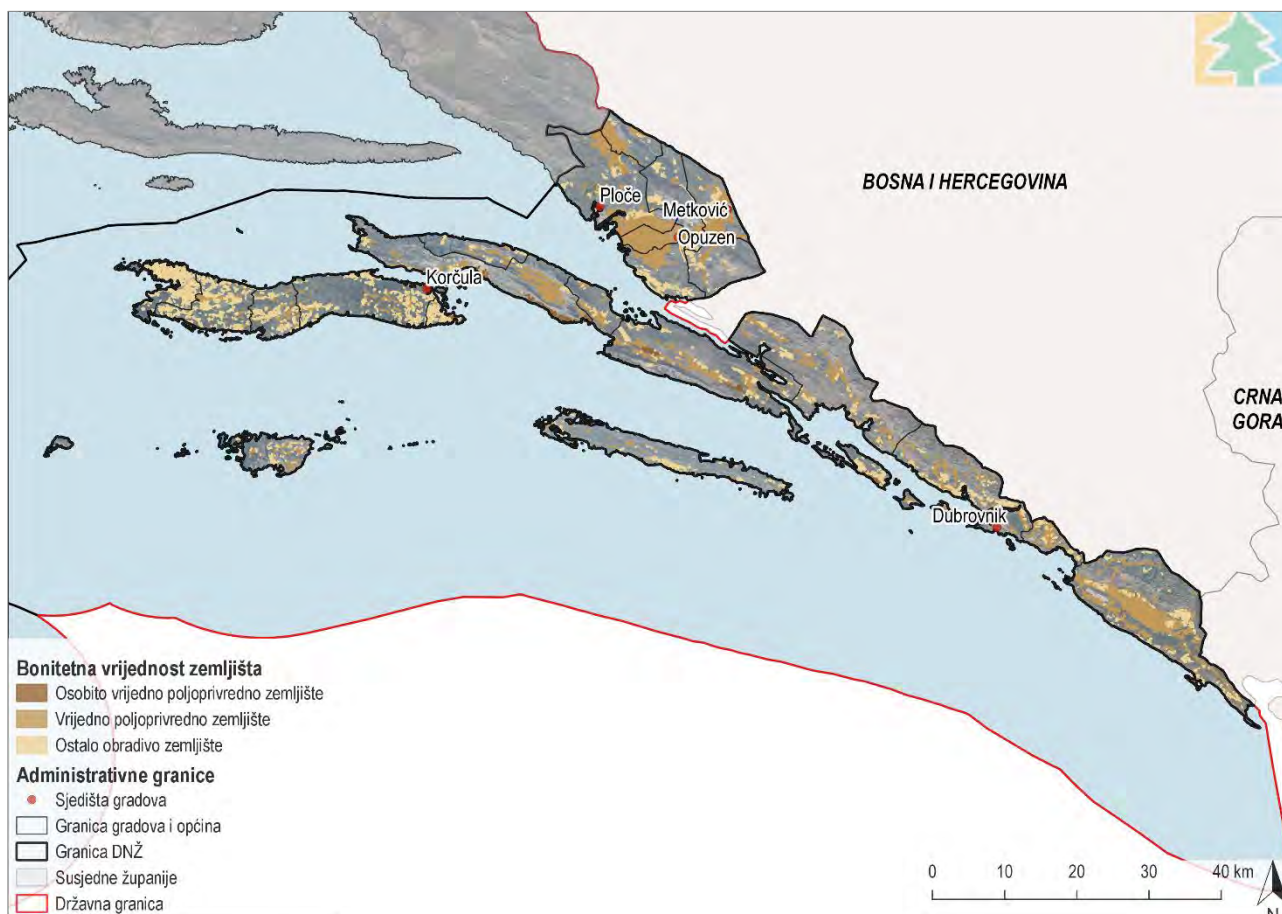 BOSNA I HERCEGOVINA
Ploče
Metković
Opuzen
Korčula
CRNA
GORA
Dubrovnik
Bonitetna vrijednost zemljišta
Osobito vrijedno poljoprivredno zemljište
Vrijedno poljoprivredno zemljište
Ostalo obradivo zemljište
Administrativne granice
Sjedišta gradova
Granica gradova i općina
Granica DNŽ
Susjedne županije
Državna granica
0 10 20 30 40 km
N